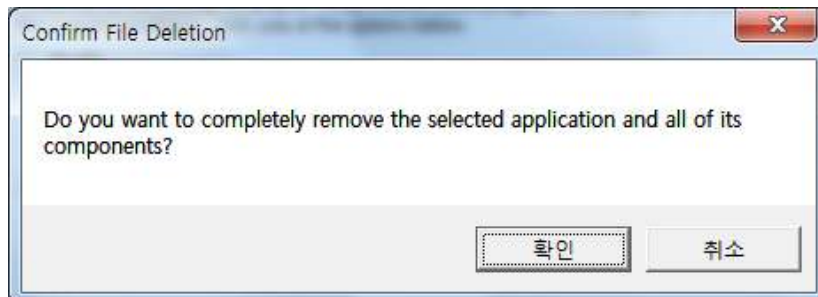 Confirm File Deletion
Do you want to completely remove the selected application and all of its
components?
확인
취소